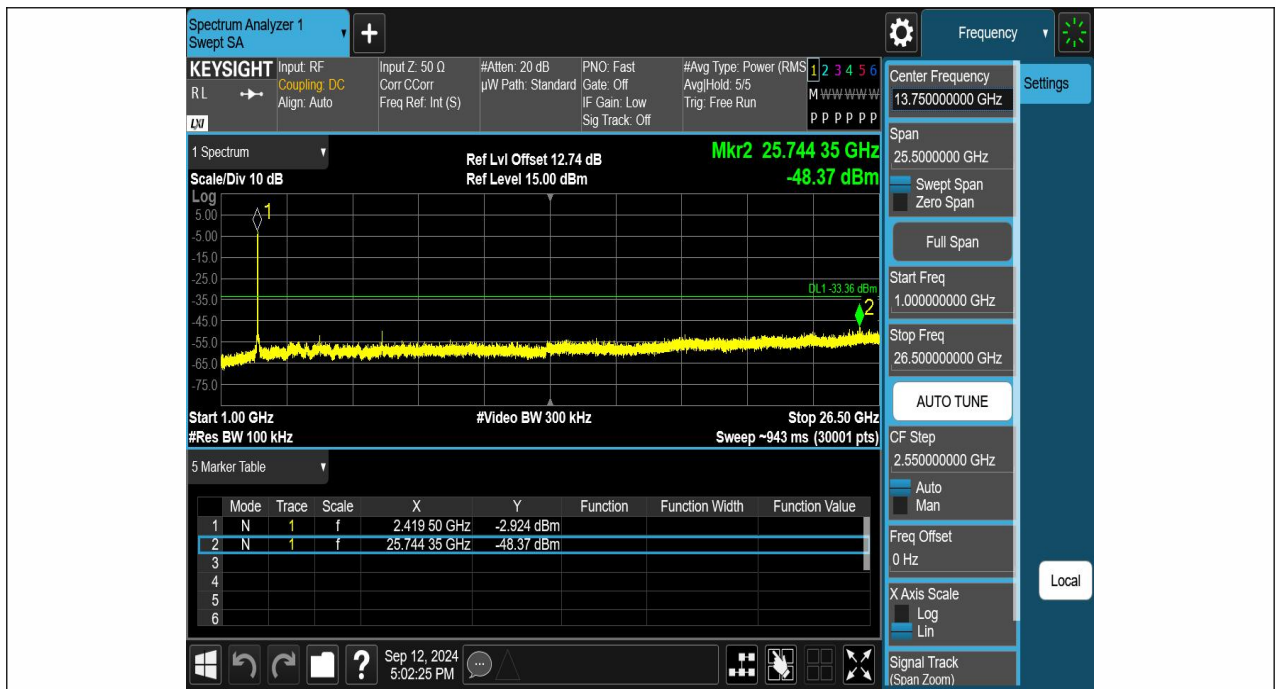 Spectrum Analyzer 1
Swept SA
+
Frequency
KEYSIGHT
RL
LXI
Input: RF
Coupling: DC
Align: Auto
Input Z: 50 Ω
Corr CCorr
Freq Ref: Int (S)
#Atten: 20 dB
µW Path: Standard
PNO: Fast
Gate: Off
IF Gain: Low
Sig Track: Off
#Avg Type: Power (RMS
Avg|Hold: 5/5
Trig: Free Run
1 2 3 4 5 6
M W W W W W
P P P P P P
1 Spectrum
Scale/Div 10 dB
Ref Lvl Offset 12.74 dB
Ref Level 15.00 dBm
Mkr2 25.744 35 GHz
-48.37 dBm
Log
5.00
-5.00
-15.0
-25.0
-35.0
-45.0
-55.0
-65.0
-75.0
1
DL1 -33.36 dBm
2
Start 1.00 GHz
#Video BW 300 kHz
Stop 26.50 GHz
#Res BW 100 kHz
Sweep ~943 ms (30001 pts)
5 Marker Table
Mode Trace Scale X Y Function Function Width Function Value
1 N 1 f 2.419 50 GHz -2.924 dBm
2 N 1 f 25.744 35 GHz -48.37 dBm
3
4
5
6
?
Sep 12, 2024
5:02:25 PM
Center Frequency
13.750000000 GHz
Settings
Span
25.5000000 GHz
Swept Span
Zero Span
Full Span
Start Freq
1.000000000 GHz
Stop Freq
26.500000000 GHz
AUTO TUNE
CF Step
2.550000000 GHz
Auto
Man
Freq Offset
0 Hz
Local
X Axis Scale
Log
Lin
Signal Track
(Span Zoom)